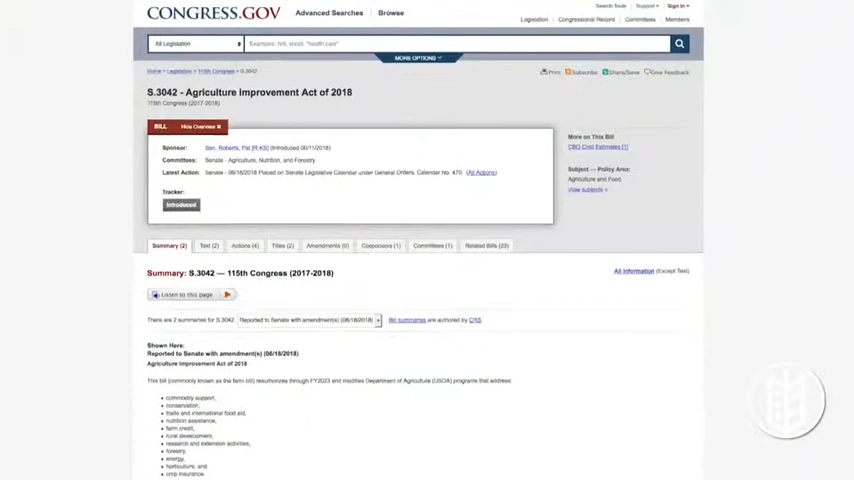 CONGRESS.GOV
Advanced Searches
Browse
Search Tools
Support
Sign In
Legislation
Congressional Record
Committees
Members
All Legislation
Examples: hr5, sconst, "health care"
MORE OPTIONS
Home > Legislation > 115th Congress > S.3042
Print
Subscribe
Share/Save
Give Feedback
S.3042 - Agriculture Improvement Act of 2018
115th Congress (2017-2018)
BILL
Hide Overview x
Sponsor: Sen. Roberts, Pat [R-KS] (Introduced 06/11/2018)
Committees: Senate - Agriculture, Nutrition, and Forestry
Latest Action: Senate - 06/18/2018 Placed on Senate Legislative Calendar under General Orders. Calendar No. 470. (All Actions)
Tracker:
Introduced
More on This Bill
CBO Cost Estimates [1]
Subject — Policy Area:
Agriculture and Food
View subjects »
Summary (2)
Text (2)
Actions (4)
Titles (2)
Amendments (0)
Cosponsors (1)
Committees (1)
Related Bills (23)
Summary: S.3042 — 115th Congress (2017-2018)
All Information (Except Text)
Listen to this page
There are 2 summaries for S.3042. Reported to Senate with amendment(s) (06/18/2018)
Bill summaries are authored by CRS.
Shown Here:
Reported to Senate with amendment(s) (06/18/2018)
Agriculture Improvement Act of 2018
This bill (commonly known as the farm bill) reauthorizes through FY2023 and modifies Department of Agriculture (USDA) programs that address:
• commodity support,
• conservation,
• trade and international food aid,
• nutrition assistance,
• farm credit,
• rural development,
• research and extension activities,
• forestry,
• energy,
• horticulture, and
• crop insurance.